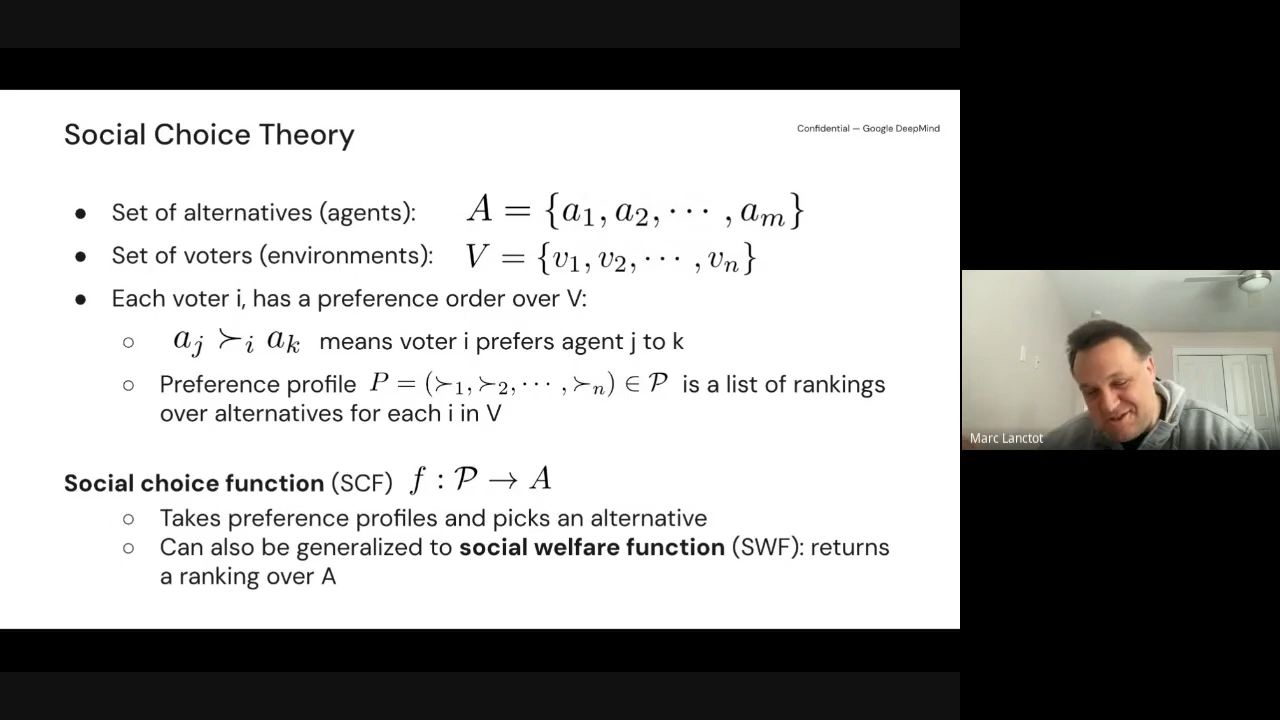 Social Choice Theory
Confidential — Google DeepMind
● Set of alternatives (agents): A = {a₁, a₂, ⋯ , aₘ}
● Set of voters (environments): V = {v₁, v₂, ⋯ , vₙ}
● Each voter i, has a preference order over V:
○ aⱼ ≻ᵢ aₖ means voter i prefers agent j to k
○ Preference profile P = (≻₁, ≻₂, ⋯ , ≻ₙ) ∈ 𝒫 is a list of rankings
over alternatives for each i in V
Social choice function (SCF) f : 𝒫 → A
○ Takes preference profiles and picks an alternative
○ Can also be generalized to social welfare function (SWF): returns
a ranking over A
Marc Lanctot